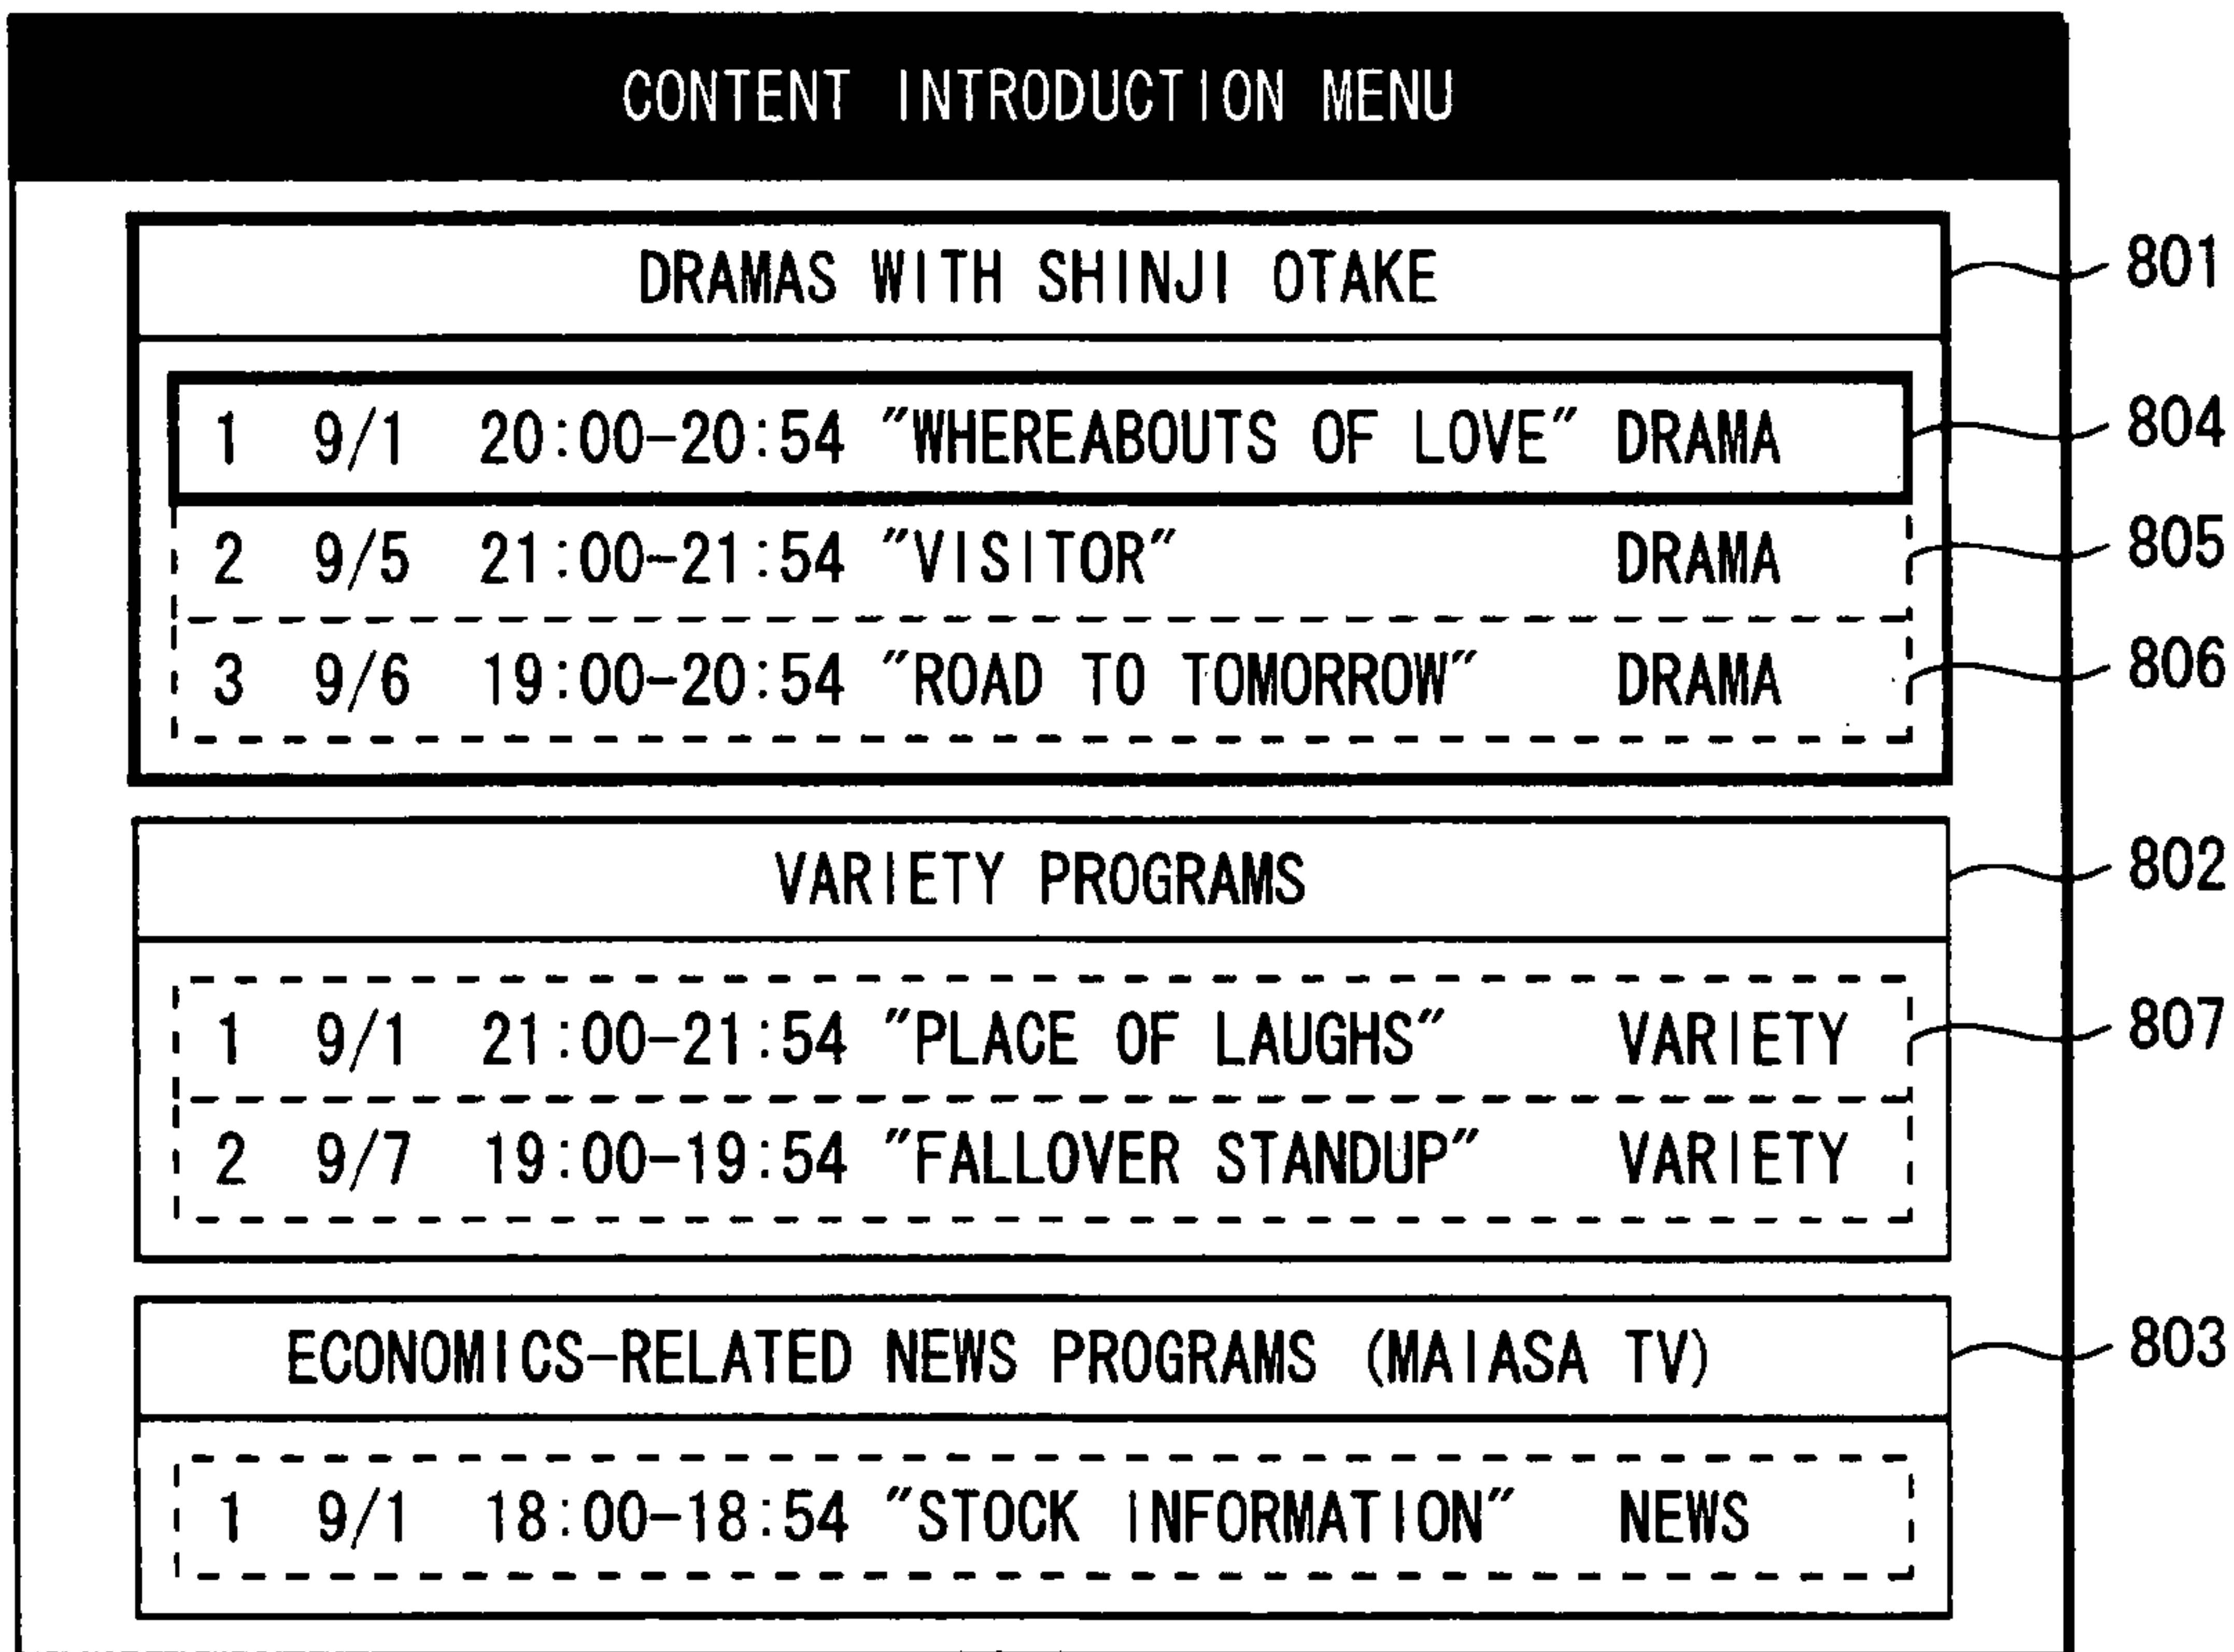 CONTENT INTRODUCTION MENU
DRAMAS WITH SHINJI OTAKE 801
1 9/1 20:00-20:54 "WHEREABOUTS OF LOVE" DRAMA 804
2 9/5 21:00-21:54 "VISITOR" DRAMA 805
3 9/6 19:00-20:54 "ROAD TO TOMORROW" DRAMA 806
VARIETY PROGRAMS 802
1 9/1 21:00-21:54 "PLACE OF LAUGHS" VARIETY 807
2 9/7 19:00-19:54 "FALLOVER STANDUP" VARIETY
ECONOMICS-RELATED NEWS PROGRAMS (MAIASA TV) 803
1 9/1 18:00-18:54 "STOCK INFORMATION" NEWS